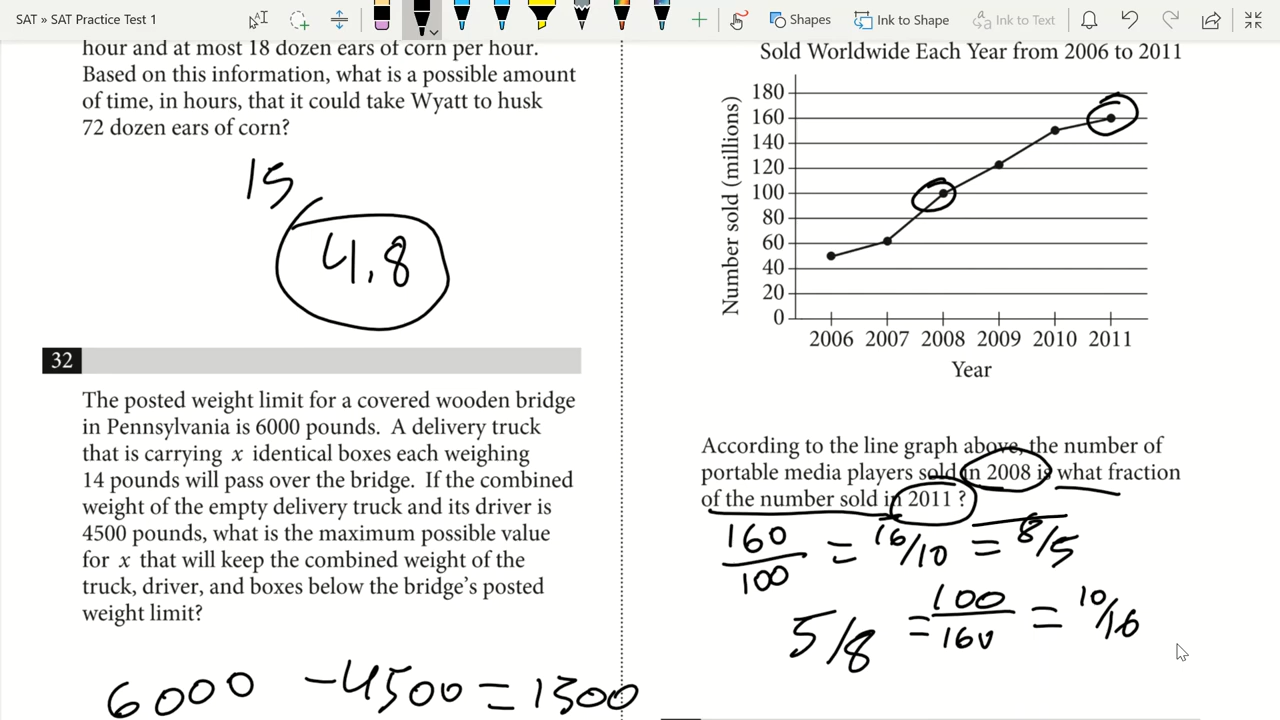 SAT » SAT Practice Test 1
Shapes
Ink to Shape
Ink to Text
hour and at most 18 dozen ears of corn per hour.
Based on this information, what is a possible amount
of time, in hours, that it could take Wyatt to husk
72 dozen ears of corn?
15/
4.8
32
The posted weight limit for a covered wooden bridge
in Pennsylvania is 6000 pounds. A delivery truck
that is carrying x identical boxes each weighing
14 pounds will pass over the bridge. If the combined
weight of the empty delivery truck and its driver is
4500 pounds, what is the maximum possible value
for x that will keep the combined weight of the
truck, driver, and boxes below the bridge's posted
weight limit?
6000 - 4500 = 1500
Sold Worldwide Each Year from 2006 to 2011
Number sold (millions)
180
160
140
120
100
80
60
40
20
0
2006 2007 2008 2009 2010 2011
Year
According to the line graph above, the number of
portable media players sold in 2008 is what fraction
of the number sold in 2011 ?
160/100 = 16/10 = 8/5
5/8 = 100/160 = 10/16